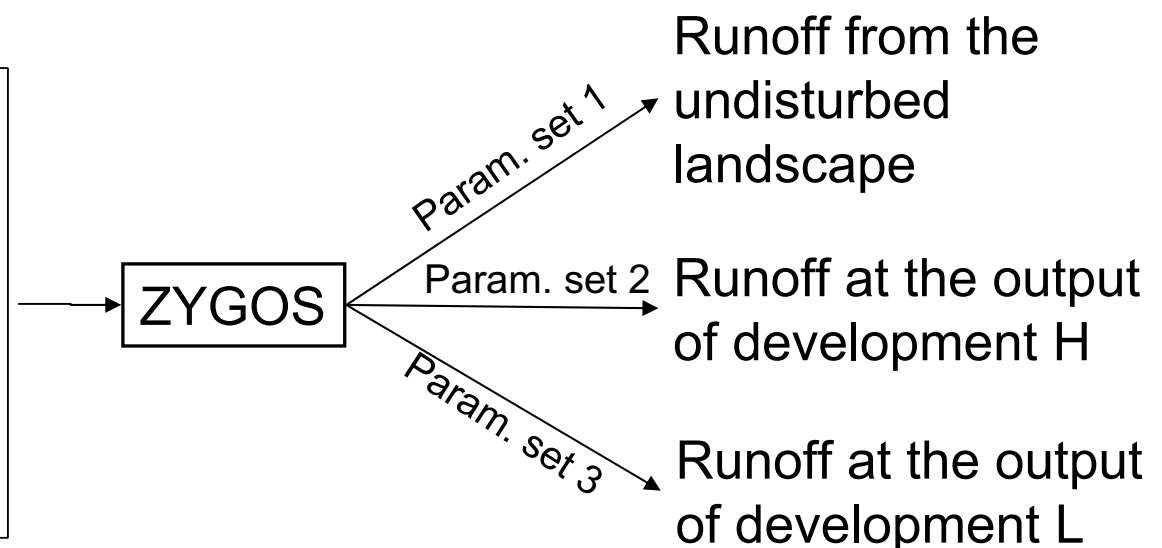 Runoff from the
undisturbed
landscape
Param. set 1
ZYGOS
Param. set 2
Runoff at the output
of development H
Param. set 3
Runoff at the output
of development L